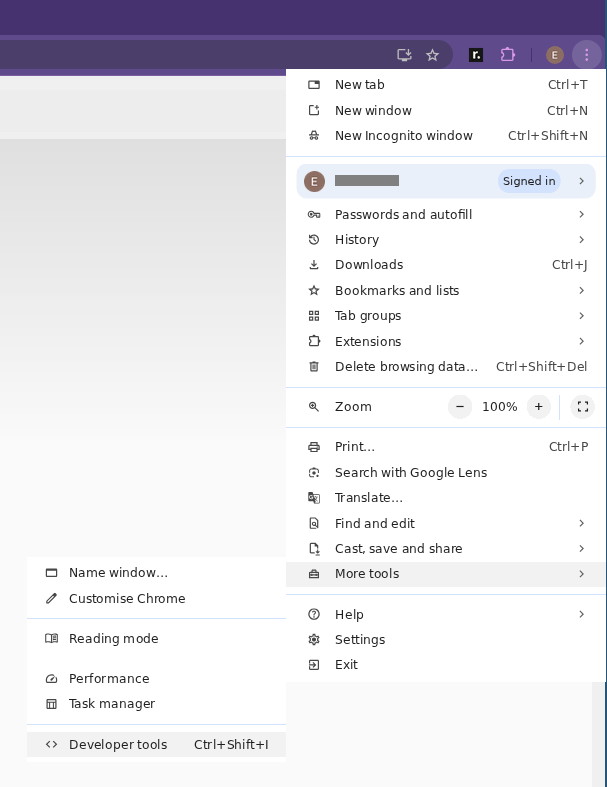 r.
E
New tab Ctrl+T
New window Ctrl+N
New Incognito window Ctrl+Shift+N
E Signed in
Passwords and autofill
History
Downloads Ctrl+J
Bookmarks and lists
Tab groups
Extensions
Delete browsing data... Ctrl+Shift+Del
Zoom − 100% +
Print... Ctrl+P
Search with Google Lens
Translate...
Find and edit
Cast, save and share
More tools
Help
Settings
Exit
Name window...
Customise Chrome
Reading mode
Performance
Task manager
Developer tools Ctrl+Shift+I